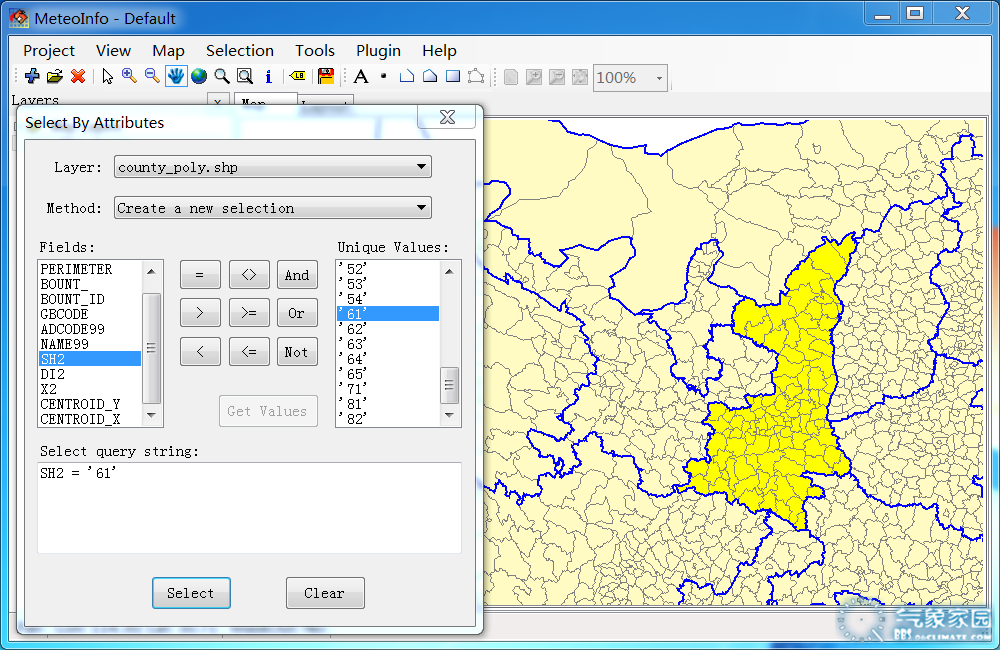 MeteoInfo - Default
Project View Map Selection Tools Plugin Help
LB
A
100%
Layers
Map
Select By Attributes
Layer: county_poly.shp
Method: Create a new selection
Fields:
Unique Values:
PERIMETER
BOUNT_
BOUNT_ID
GBCODE
ADCODE99
NAME99
SH2
DI2
X2
CENTROID_Y
CENTROID_X
= <> And
> >= Or
< <= Not
Get Values
'52'
'53'
'54'
'61'
'62'
'63'
'64'
'65'
'71'
'81'
'82'
Select query string:
SH2 = '61'
Select
Clear
气象家园
BBS.06CLIMATE.COM